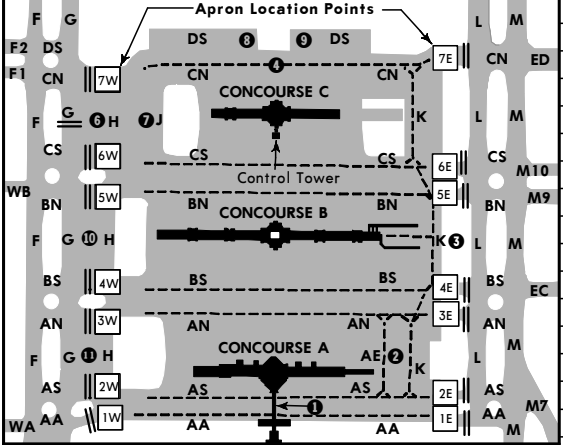 Apron Location Points
F G L M
F2 DS DS 8 9 DS 7E CN ED
F1 CN 7W CN 4 CN
CONCOURSE C
G
F 6 H 7 J K L M
CS 6W CS CS 6E CS M10
Control Tower
WB 5W 5E M9
BN BN BN BN
CONCOURSE B
F G 10 H K 3 L M
BS 4W BS BS 4E BS EC
AN 3W AN AN 3E AN
CONCOURSE A M
F G 11 H AE 2 K L
AS 2W AS AS 2E AS M7
WA AA 1W AA 1 AA 1E AA M